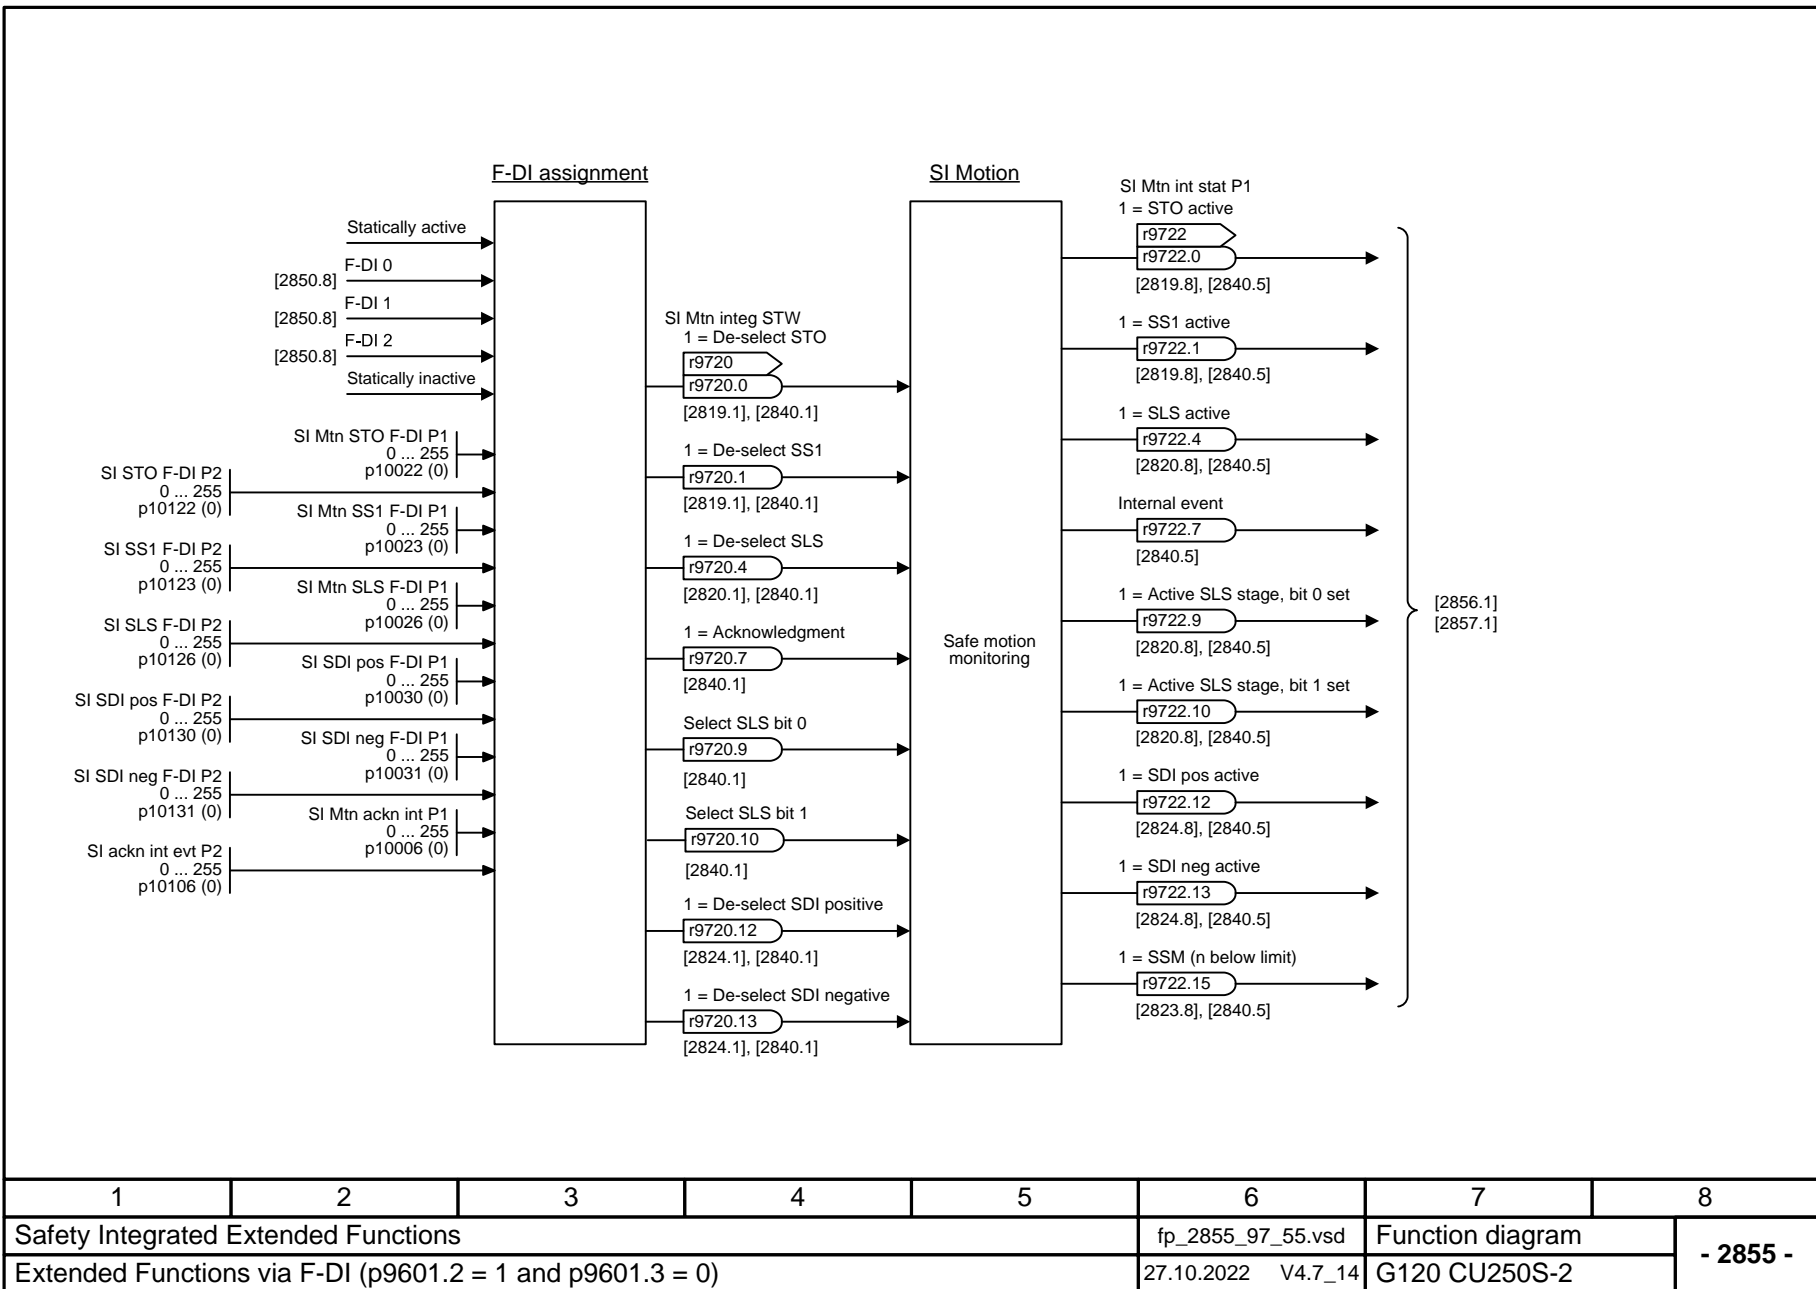 F-DI assignment
SI Motion
Statically active
F-DI 0
[2850.8]
F-DI 1
[2850.8]
F-DI 2
[2850.8]
Statically inactive
SI Mtn STO F-DI P1
0 ... 255
p10022 (0)
SI STO F-DI P2
0 ... 255
p10122 (0)
SI Mtn SS1 F-DI P1
0 ... 255
p10023 (0)
SI SS1 F-DI P2
0 ... 255
p10123 (0)
SI Mtn SLS F-DI P1
0 ... 255
p10026 (0)
SI SLS F-DI P2
0 ... 255
p10126 (0)
SI SDI pos F-DI P1
0 ... 255
p10030 (0)
SI SDI pos F-DI P2
0 ... 255
p10130 (0)
SI SDI neg F-DI P1
0 ... 255
p10031 (0)
SI SDI neg F-DI P2
0 ... 255
p10131 (0)
SI Mtn ackn int P1
0 ... 255
p10006 (0)
SI ackn int evt P2
0 ... 255
p10106 (0)
SI Mtn integ STW
1 = De-select STO
r9720
r9720.0
[2819.1], [2840.1]
1 = De-select SS1
r9720.1
[2819.1], [2840.1]
1 = De-select SLS
r9720.4
[2820.1], [2840.1]
1 = Acknowledgment
r9720.7
[2840.1]
Select SLS bit 0
r9720.9
[2840.1]
Select SLS bit 1
r9720.10
[2840.1]
1 = De-select SDI positive
r9720.12
[2824.1], [2840.1]
1 = De-select SDI negative
r9720.13
[2824.1], [2840.1]
Safe motion
monitoring
SI Mtn int stat P1
1 = STO active
r9722
r9722.0
[2819.8], [2840.5]
1 = SS1 active
r9722.1
[2819.8], [2840.5]
1 = SLS active
r9722.4
[2820.8], [2840.5]
Internal event
r9722.7
[2840.5]
1 = Active SLS stage, bit 0 set
r9722.9
[2820.8], [2840.5]
1 = Active SLS stage, bit 1 set
r9722.10
[2820.8], [2840.5]
1 = SDI pos active
r9722.12
[2824.8], [2840.5]
1 = SDI neg active
r9722.13
[2824.8], [2840.5]
1 = SSM (n below limit)
r9722.15
[2823.8], [2840.5]
[2856.1]
[2857.1]
1 2 3 4 5 6 7 8
Safety Integrated Extended Functions
fp_2855_97_55.vsd
Function diagram
- 2855 -
Extended Functions via F-DI (p9601.2 = 1 and p9601.3 = 0)
27.10.2022 V4.7_14
G120 CU250S-2